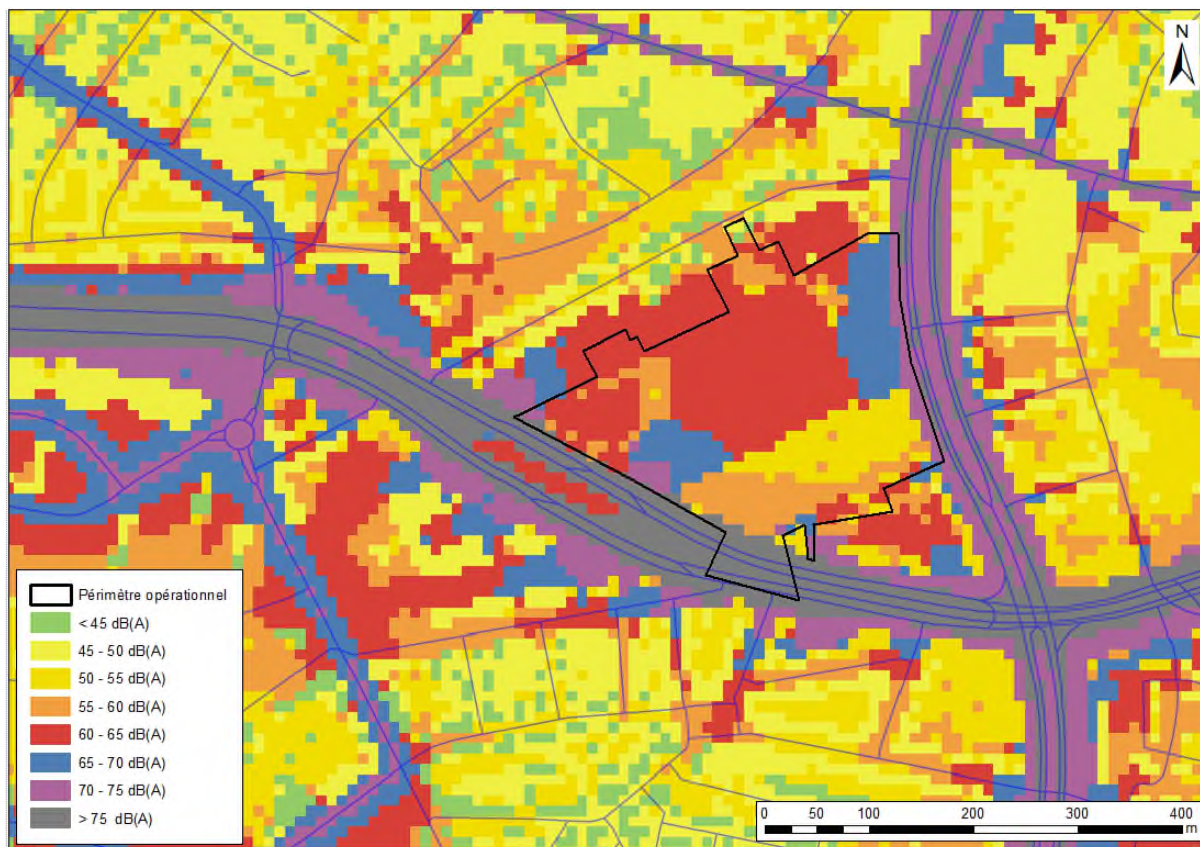 N
Périmètre opérationnel
< 45 dB(A)
45 - 50 dB(A)
50 - 55 dB(A)
55 - 60 dB(A)
60 - 65 dB(A)
65 - 70 dB(A)
70 - 75 dB(A)
> 75 dB(A)
0 50 100 200 300 400
m